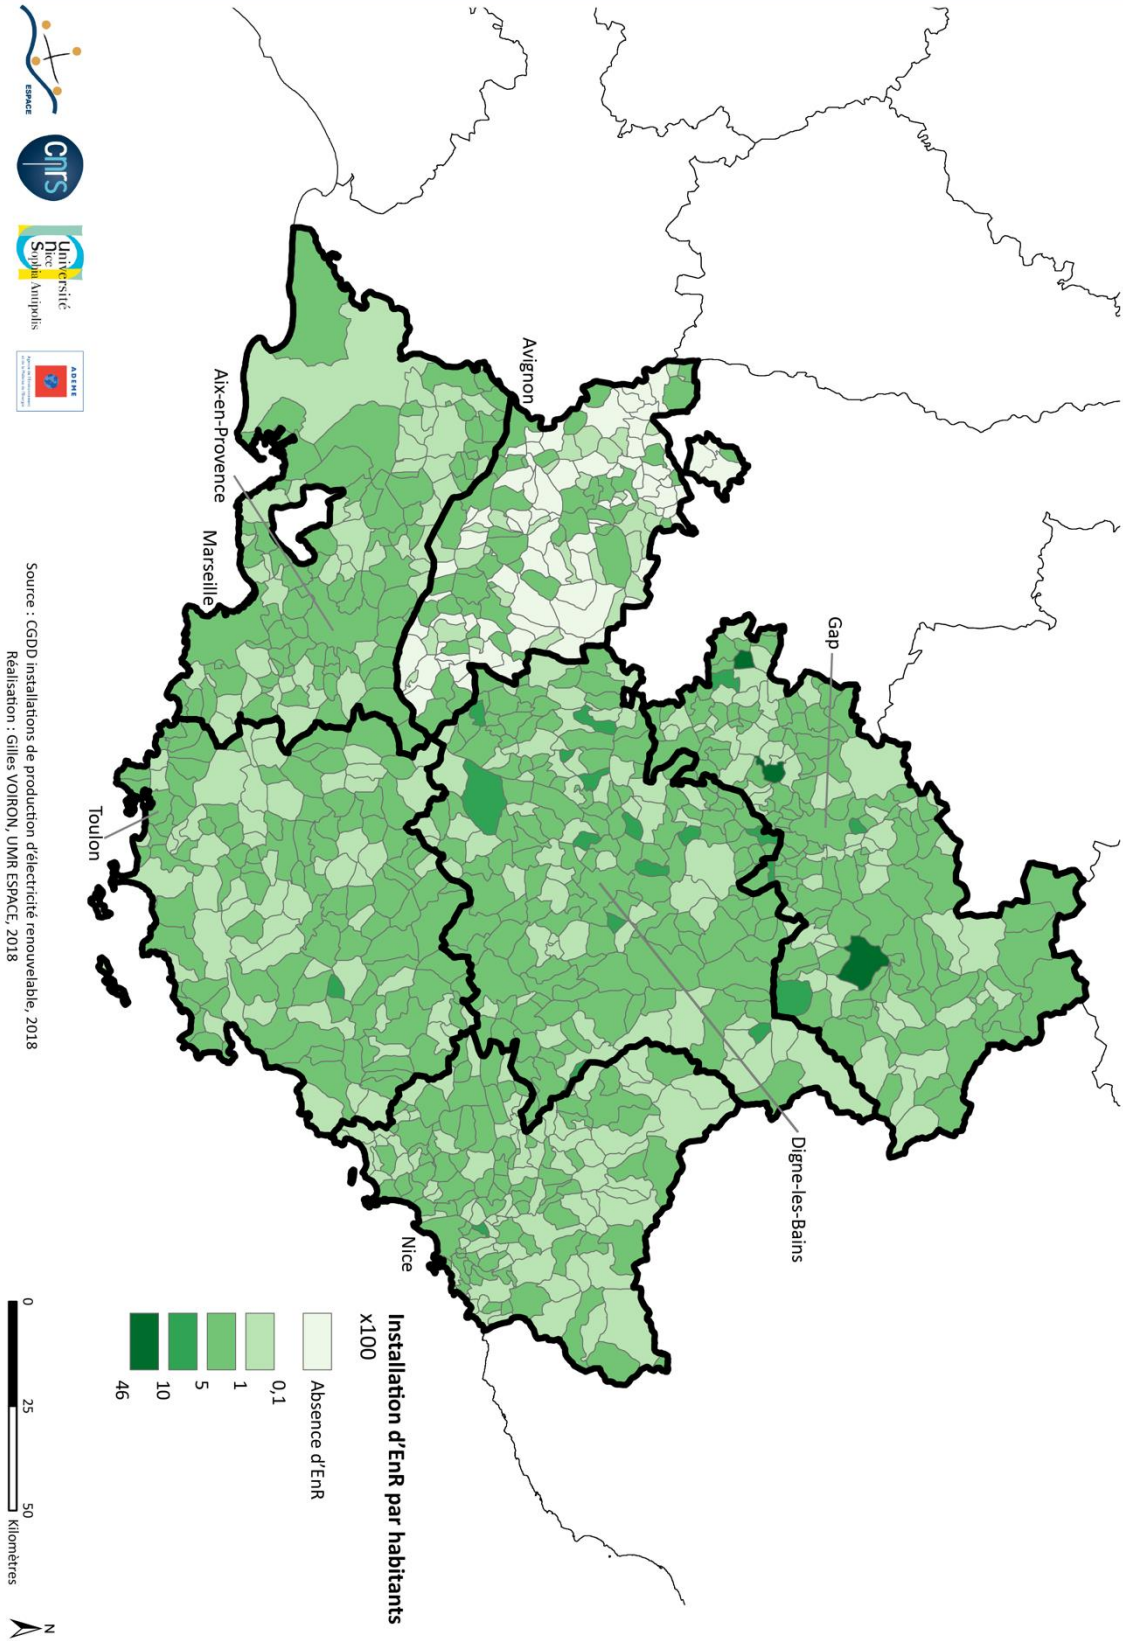 Gap
Digne-les-Bains
Avignon
Aix-en-Provence
Marseille
Toulon
Nice
Installation d'EnR par habitants
x100
Absence d'EnR
0,1
1
5
10
46
0 25 50 Kilomètres
N
Source : CGDD installations de production d'électricité renouvelable, 2018
Réalisation : Gilles VOIRON, UMR ESPACE, 2018
ESPACE
cnrs
Université
nice
Sophia Antipolis
ADEME